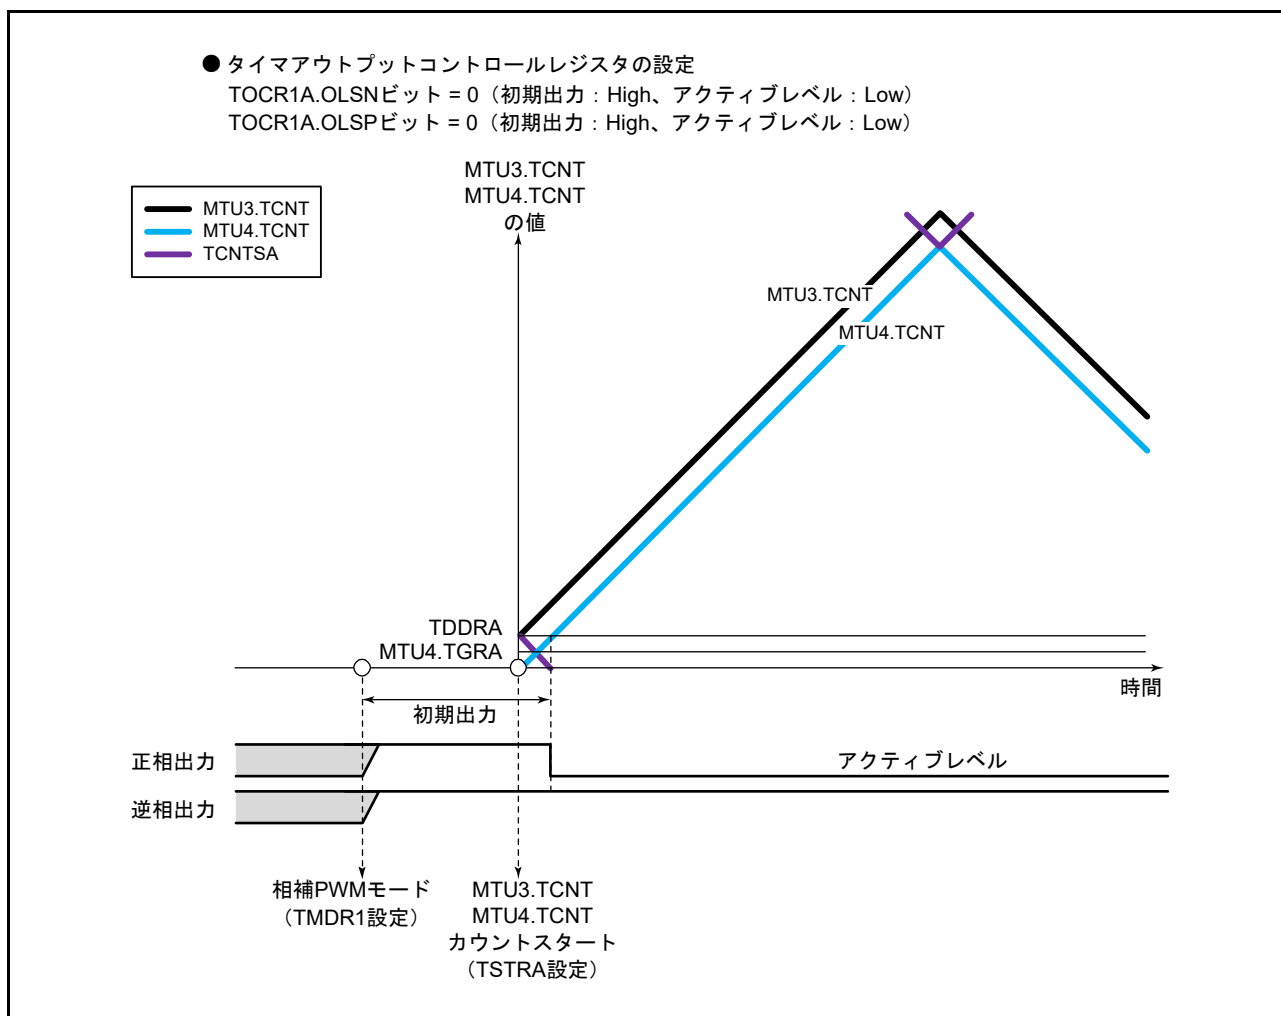 ● タイマアウトプットコントロールレジスタの設定
TOCR1A.OLSNビット = 0（初期出力：High、アクティブレベル：Low）
TOCR1A.OLSPビット = 0（初期出力：High、アクティブレベル：Low）
MTU3.TCNT
MTU4.TCNT
の値
MTU3.TCNT
MTU4.TCNT
TCNTSA
MTU3.TCNT
MTU4.TCNT
TDDRA
MTU4.TGRA
時間
初期出力
正相出力
アクティブレベル
逆相出力
相補PWMモード
（TMDR1設定）
MTU3.TCNT
MTU4.TCNT
カウントスタート
（TSTRA設定）